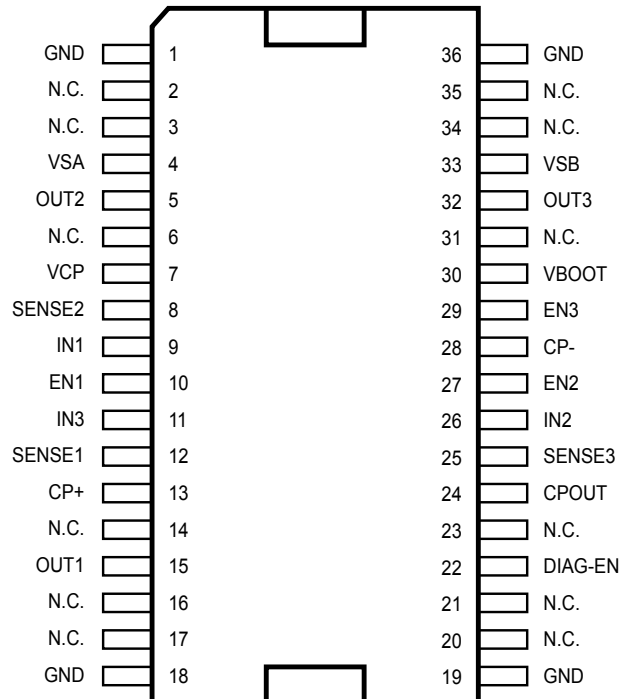 GND 1 36 GND
N.C. 2 35 N.C.
N.C. 3 34 N.C.
VSA 4 33 VSB
OUT2 5 32 OUT3
N.C. 6 31 N.C.
VCP 7 30 VBOOT
SENSE2 8 29 EN3
IN1 9 28 CP-
EN1 10 27 EN2
IN3 11 26 IN2
SENSE1 12 25 SENSE3
CP+ 13 24 CPOUT
N.C. 14 23 N.C.
OUT1 15 22 DIAG-EN
N.C. 16 21 N.C.
N.C. 17 20 N.C.
GND 18 19 GND